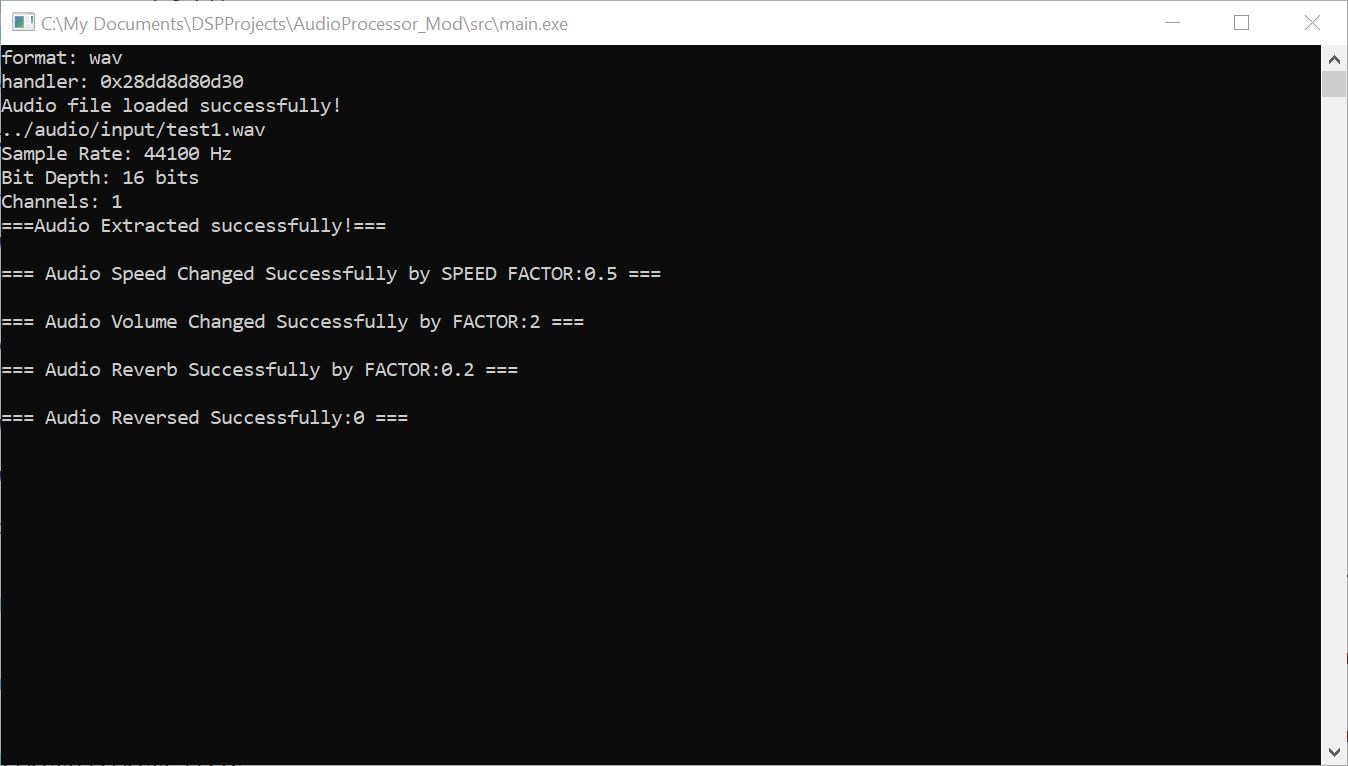 C:\My Documents\DSPProjects\AudioProcessor_Mod\src\main.exe
format: wav
handler: 0x28dd8d80d30
Audio file loaded successfully!
../audio/input/test1.wav
Sample Rate: 44100 Hz
Bit Depth: 16 bits
Channels: 1
===Audio Extracted successfully!===
=== Audio Speed Changed Successfully by SPEED FACTOR:0.5 ===
=== Audio Volume Changed Successfully by FACTOR:2 ===
=== Audio Reverb Successfully by FACTOR:0.2 ===
=== Audio Reversed Successfully:0 ===